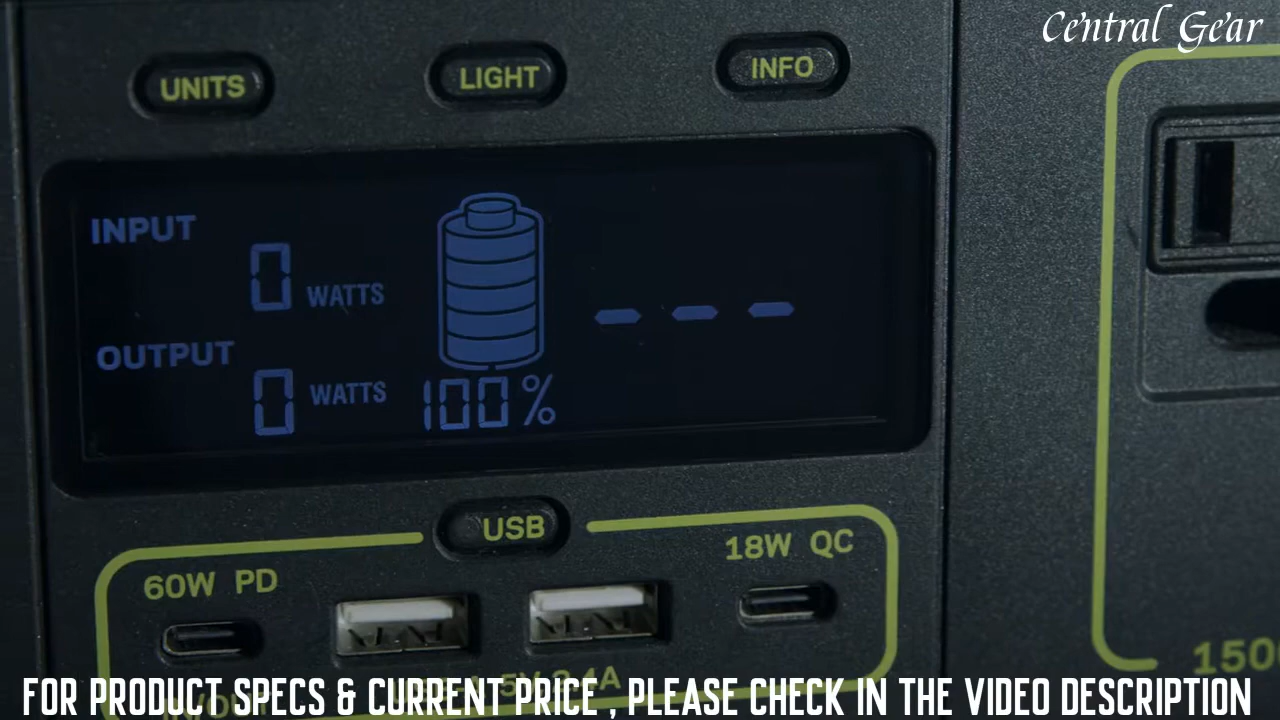 Central Gear
UNITS
LIGHT
INFO
INPUT
0 WATTS
OUTPUT
0 WATTS
100%
- - -
USB
60W PD
18W QC
FOR PRODUCT SPECS & CURRENT PRICE , PLEASE CHECK IN THE VIDEO DESCRIPTION